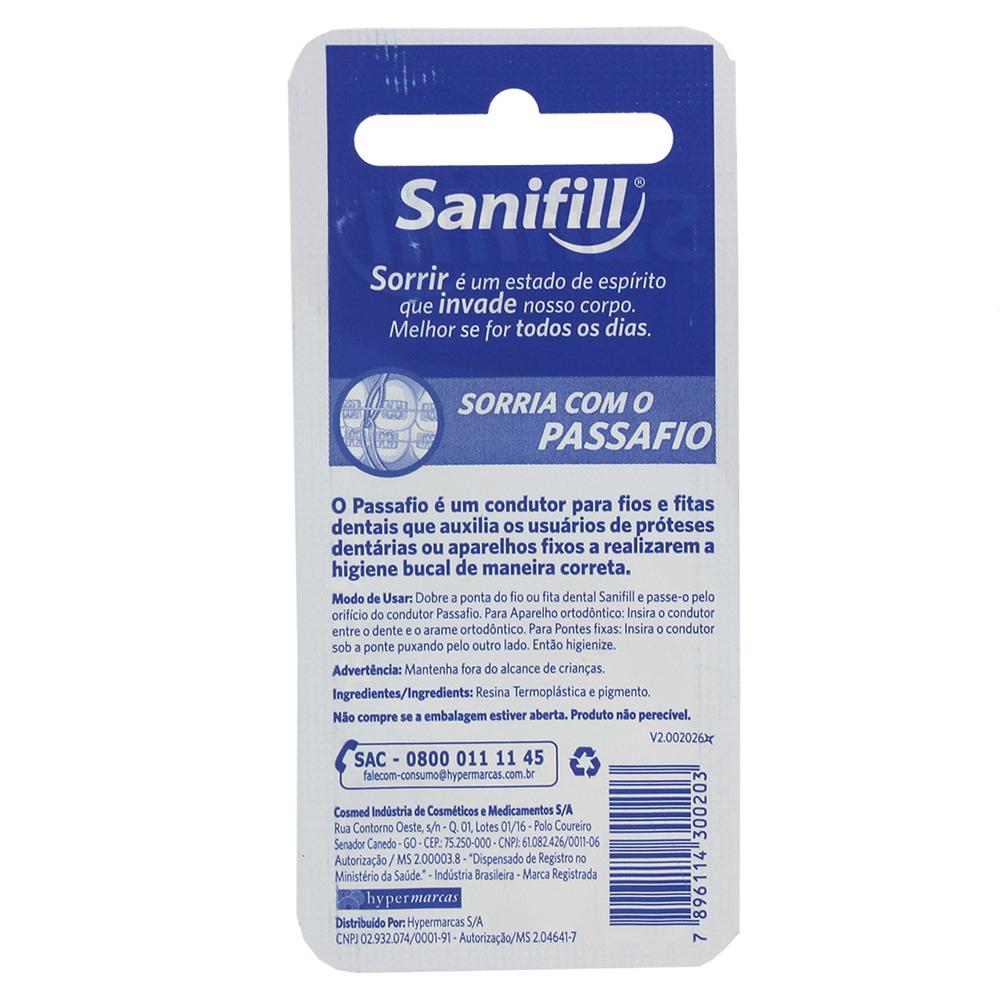 Sanifill®
Sorrir é um estado de espírito
que invade nosso corpo.
Melhor se for todos os dias.
SORRIA COM O
PASSAFIO
O Passafio é um condutor para fios e fitas
dentais que auxilia os usuários de próteses
dentárias ou aparelhos fixos a realizarem a
higiene bucal de maneira correta.
Modo de Usar: Dobre a ponta do fio ou fita dental Sanifill e passe-o pelo
orifício do condutor Passafio. Para Aparelho ortodôntico: Insira o condutor
entre o dente e o arame ortodôntico. Para Pontes fixas: Insira o condutor
sob a ponte puxando pelo outro lado. Então higienize.
Advertência: Mantenha fora do alcance de crianças.
Ingredientes/Ingredients: Resina Termoplástica e pigmento.
Não compre se a embalagem estiver aberta. Produto não perecível.
V2.002026
SAC - 0800 011 11 45
falecom-consumo@hypermarcas.com.br
Cosmed Indústria de Cosméticos e Medicamentos S/A
Rua Contorno Oeste, s/n - Q. 01, Lotes 01/16 - Polo Coureiro
Senador Canedo - GO - CEP.: 75.250-000 - CNPJ: 61.082.426/0011-06
Autorização / MS 2.00003.8 - "Dispensado de Registro no
Ministério da Saúde." - Indústria Brasileira - Marca Registrada
hypermarcas
Distribuído Por: Hypermarcas S/A
CNPJ 02.932.074/0001-91 - Autorização/MS 2.04641-7
7 896114 300203